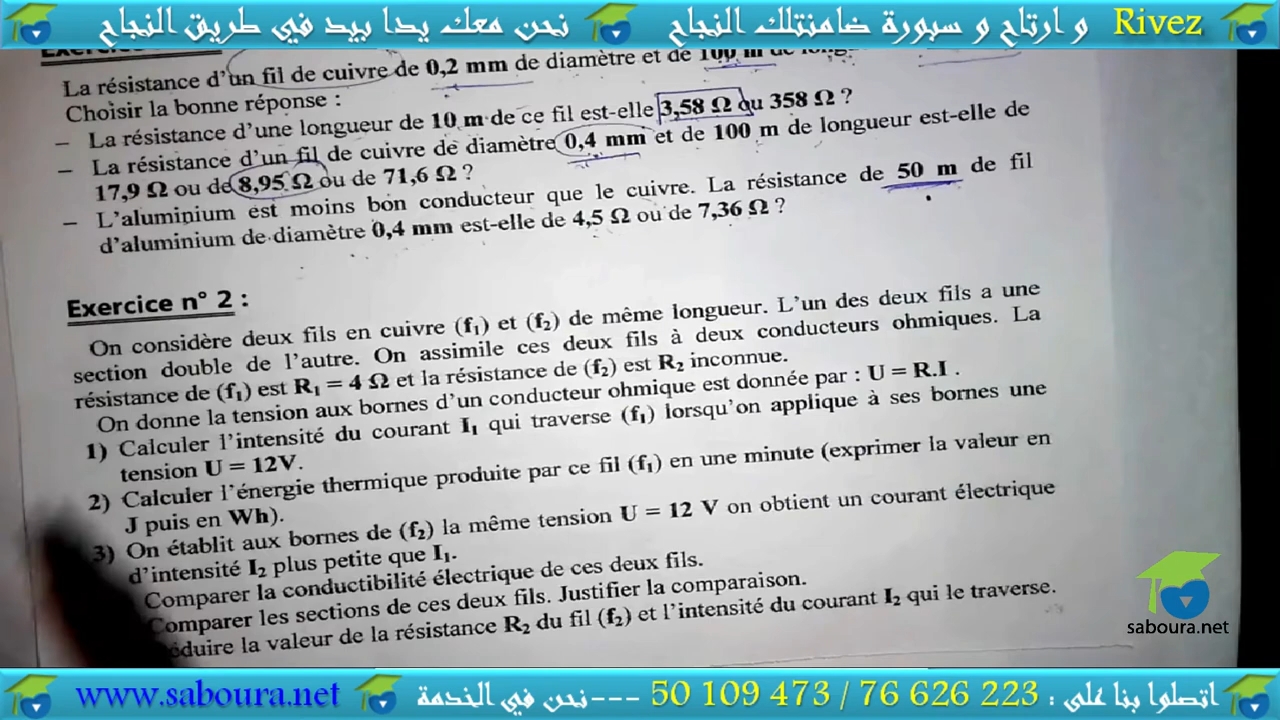 نحن معك يدا بيد في طريق النجاح
و ارتاح و سبورة ضامنتلك النجاح Rivez
La résistance d'un fil de cuivre de 0,2 mm de diamètre et de 100 m de
Choisir la bonne réponse :
– La résistance d'une longueur de 10 m de ce fil est-elle 3,58 Ω ou 358 Ω ?
– La résistance d'un fil de cuivre de diamètre 0,4 mm et de 100 m de longueur est-elle de
17,9 Ω ou de 8,95 Ω ou de 71,6 Ω ?
– L'aluminium est moins bon conducteur que le cuivre. La résistance de 50 m de fil
d'aluminium de diamètre 0,4 mm est-elle de 4,5 Ω ou de 7,36 Ω ?
Exercice n° 2 :
On considère deux fils en cuivre (f₁) et (f₂) de même longueur. L'un des deux fils a une
section double de l'autre. On assimile ces deux fils à deux conducteurs ohmiques. La
résistance de (f₁) est R₁ = 4 Ω et la résistance de (f₂) est R₂ inconnue.
On donne la tension aux bornes d'un conducteur ohmique est donnée par : U = R.I .
1) Calculer l'intensité du courant I₁ qui traverse (f₁) lorsqu'on applique à ses bornes une
tension U = 12V.
2) Calculer l'énergie thermique produite par ce fil (f₁) en une minute (exprimer la valeur en
J puis en Wh).
3) On établit aux bornes de (f₂) la même tension U = 12 V on obtient un courant électrique
d'intensité I₂ plus petite que I₁.
Comparer la conductibilité électrique de ces deux fils.
Comparer les sections de ces deux fils. Justifier la comparaison.
éduire la valeur de la résistance R₂ du fil (f₂) et l'intensité du courant I₂ qui le traverse.
saboura.net
www.saboura.net
اتصلوا بنا على : 50 109 473 / 76 626 223 ---نحن في الخدمة